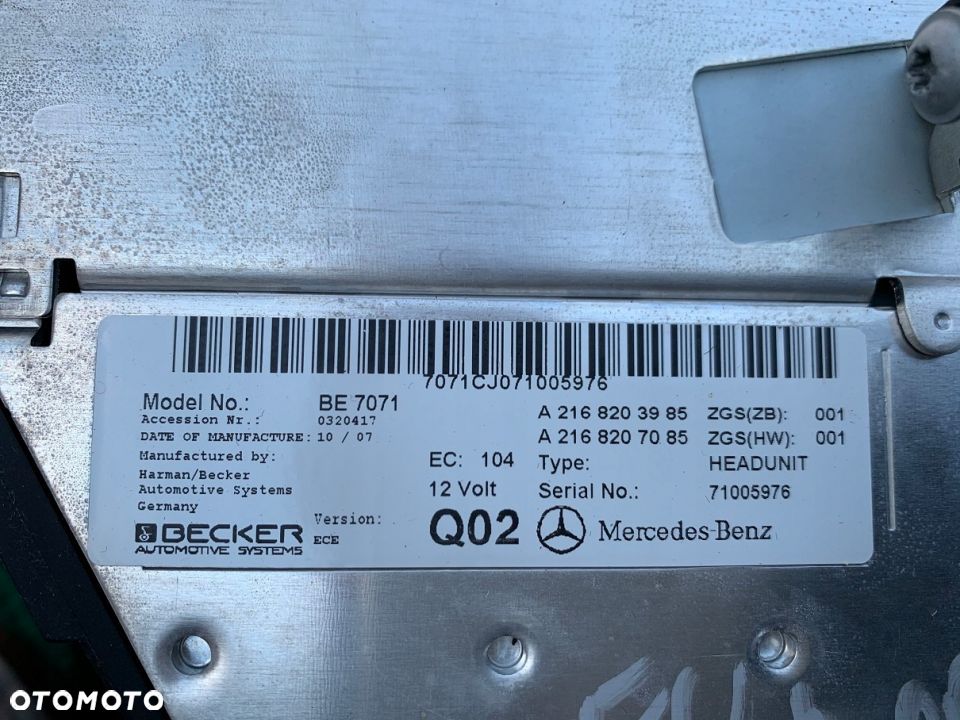 7071CJ071005976
Model No.: BE 7071
Accession Nr.: 0320417
DATE OF MANUFACTURE: 10 / 07
Manufactured by:
Harman/Becker
Automotive Systems
Germany
BECKER
AUTOMOTIVE SYSTEMS
Version:
ECE
EC: 104
12 Volt
Q02
A 216 820 39 85 ZGS(ZB): 001
A 216 820 70 85 ZGS(HW): 001
Type: HEADUNIT
Serial No.: 71005976
Mercedes-Benz
OTOMOTO